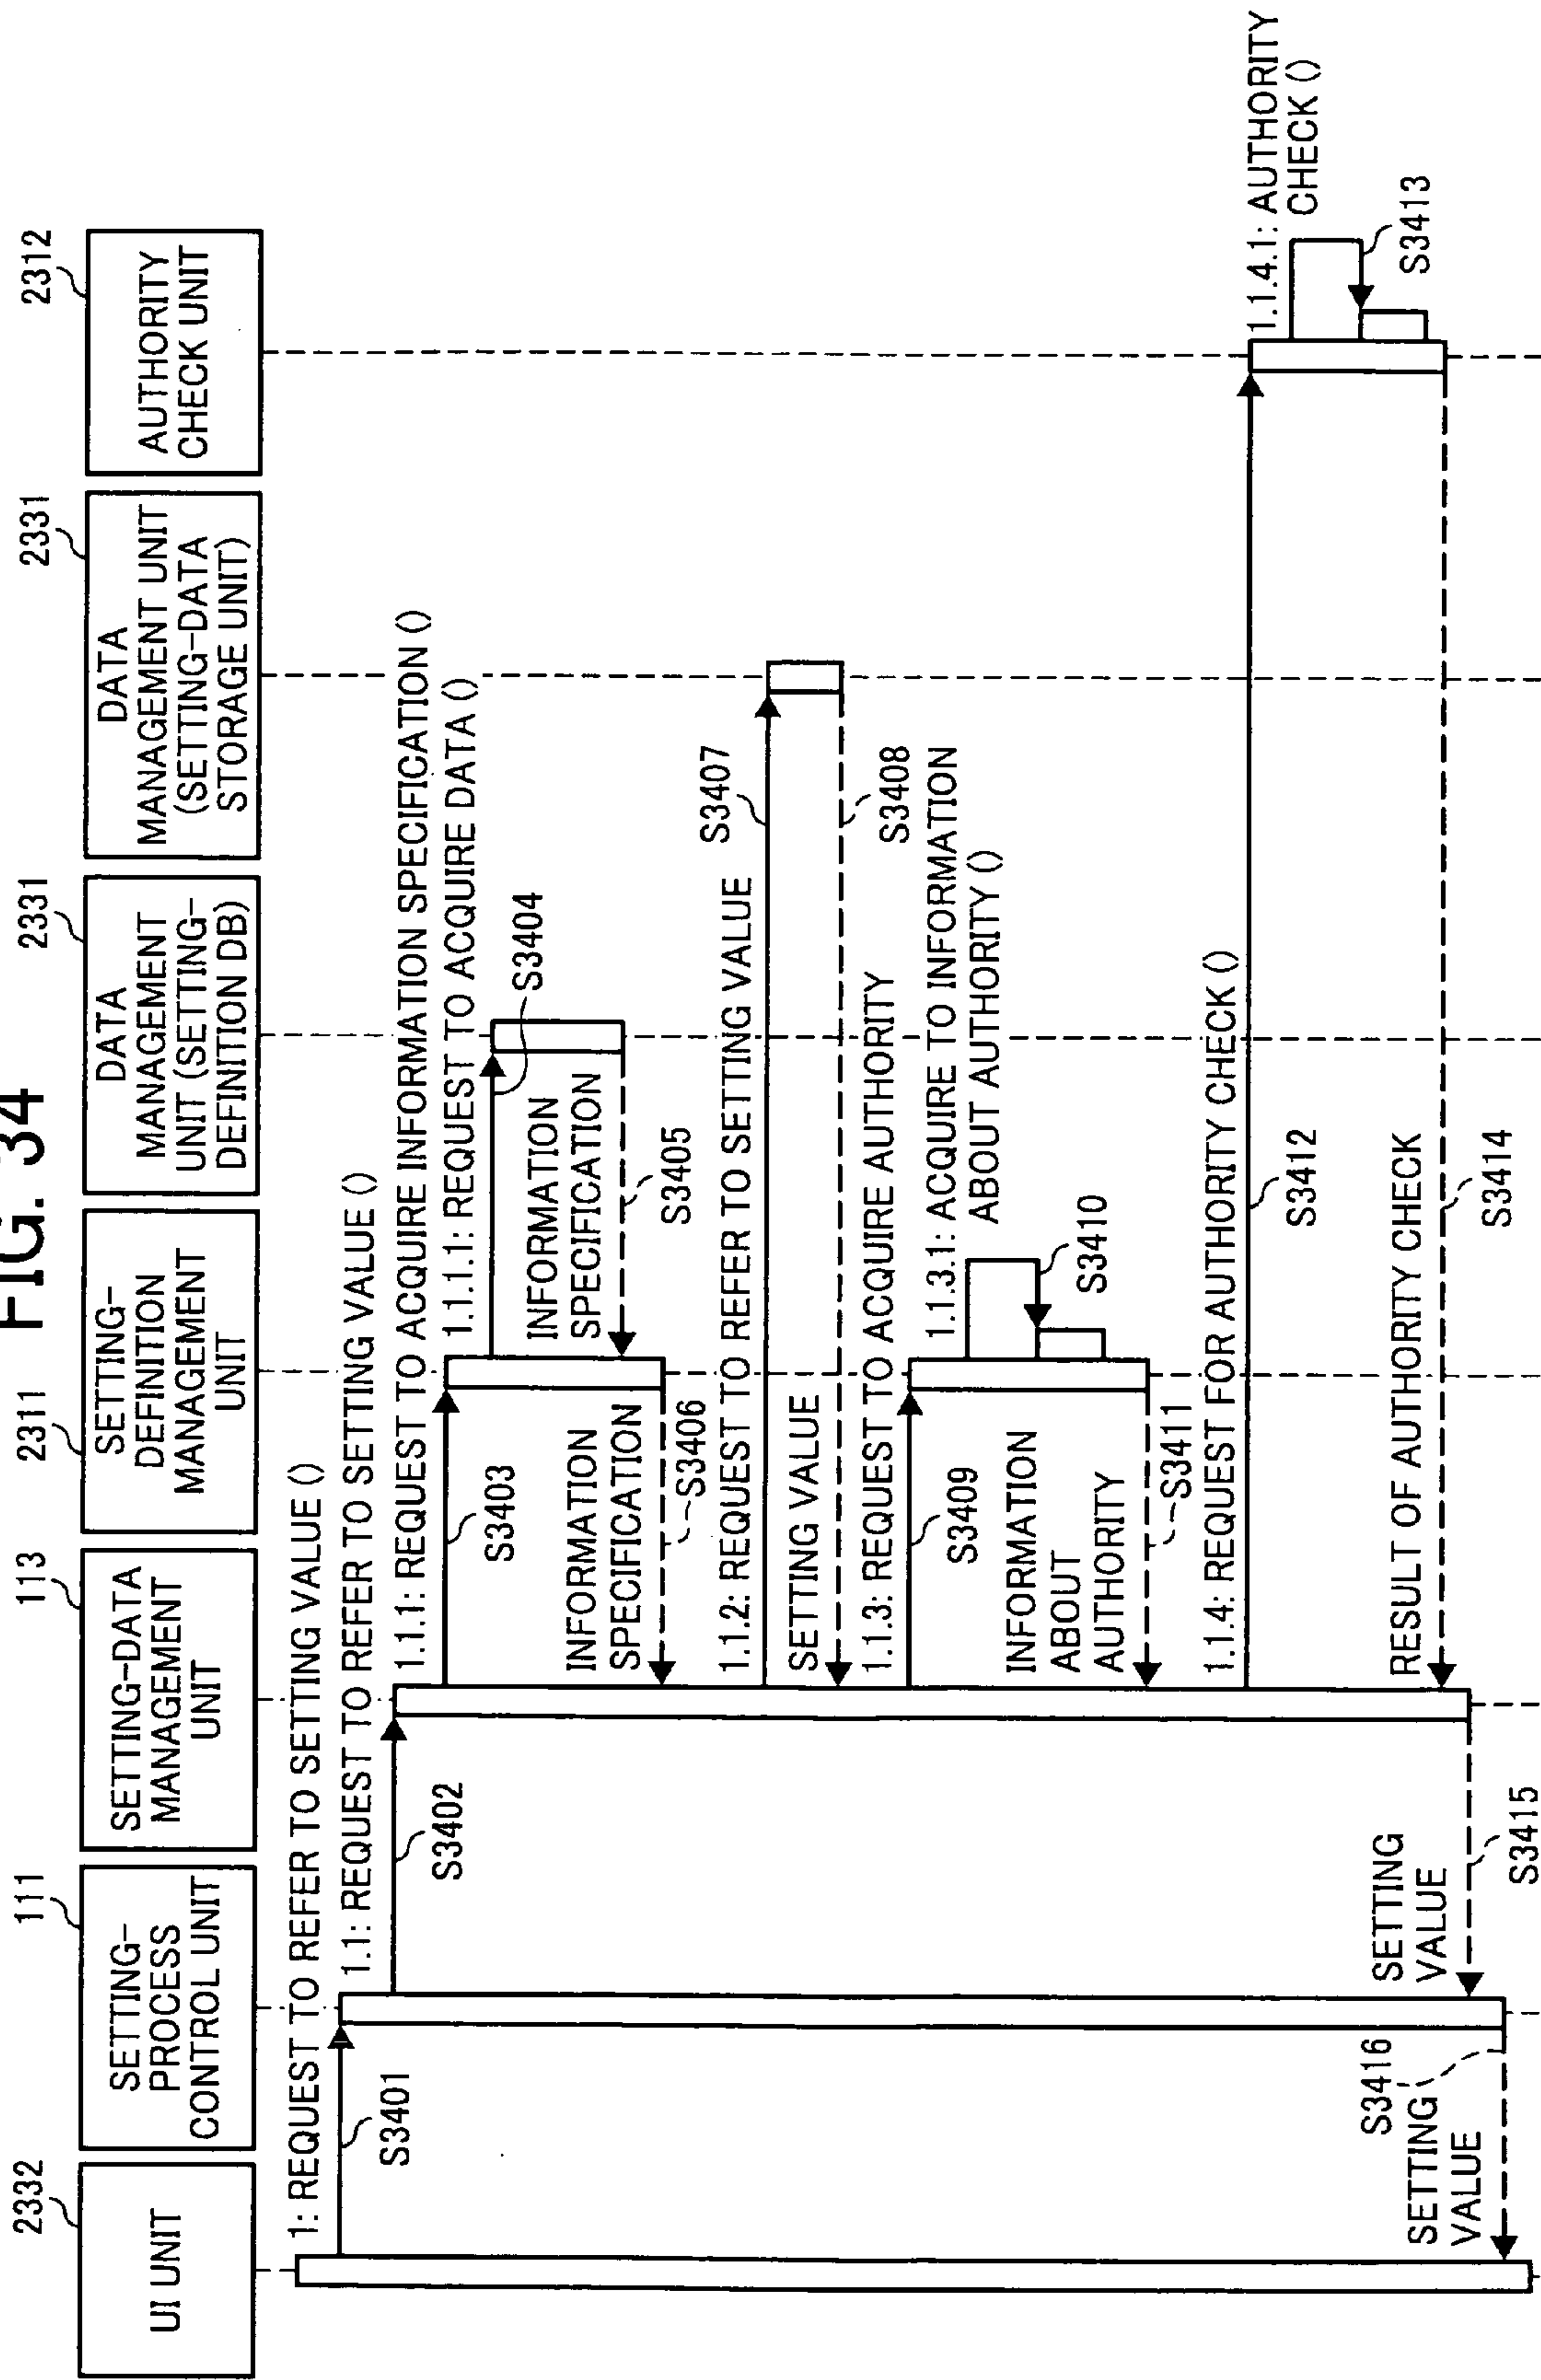 FIG. 34
2332
UI UNIT
111
SETTING-
PROCESS
CONTROL UNIT
113
SETTING-DATA
MANAGEMENT
UNIT
2311
SETTING-
DEFINITION
MANAGEMENT
UNIT
2331
DATA
MANAGEMENT
UNIT (SETTING-
DEFINITION DB)
2331
DATA
MANAGEMENT UNIT
(SETTING-DATA
STORAGE UNIT)
2312
AUTHORITY
CHECK UNIT
1: REQUEST TO REFER TO SETTING VALUE ()
S3401
1.1: REQUEST TO REFER TO SETTING VALUE ()
S3402
1.1.1: REQUEST TO ACQUIRE INFORMATION SPECIFICATION ()
S3403
1.1.1.1: REQUEST TO ACQUIRE DATA ()
S3404
INFORMATION
SPECIFICATION
S3405
INFORMATION
SPECIFICATION
S3406
1.1.2: REQUEST TO REFER TO SETTING VALUE
S3407
SETTING VALUE
S3408
1.1.3: REQUEST TO ACQUIRE AUTHORITY
S3409
1.1.3.1: ACQUIRE TO INFORMATION
ABOUT AUTHORITY ()
S3410
INFORMATION
ABOUT
AUTHORITY
S3411
1.1.4: REQUEST FOR AUTHORITY CHECK ()
S3412
1.1.4.1: AUTHORITY
CHECK ()
S3413
RESULT OF AUTHORITY CHECK
S3414
SETTING
VALUE
S3415
SETTING
VALUE
S3416